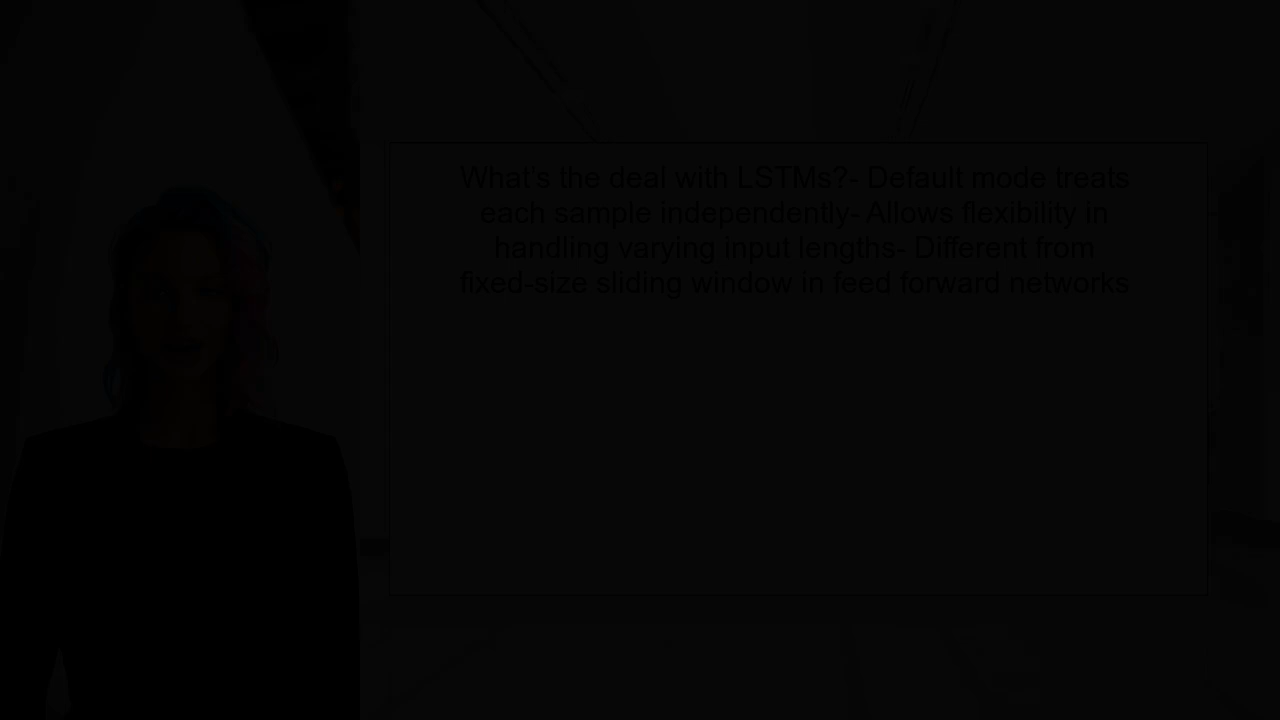 What's the deal with LSTMs?- Default mode treats
each sample independently- Allows flexibility in
handling varying input lengths- Different from
fixed-size sliding window in feed forward networks